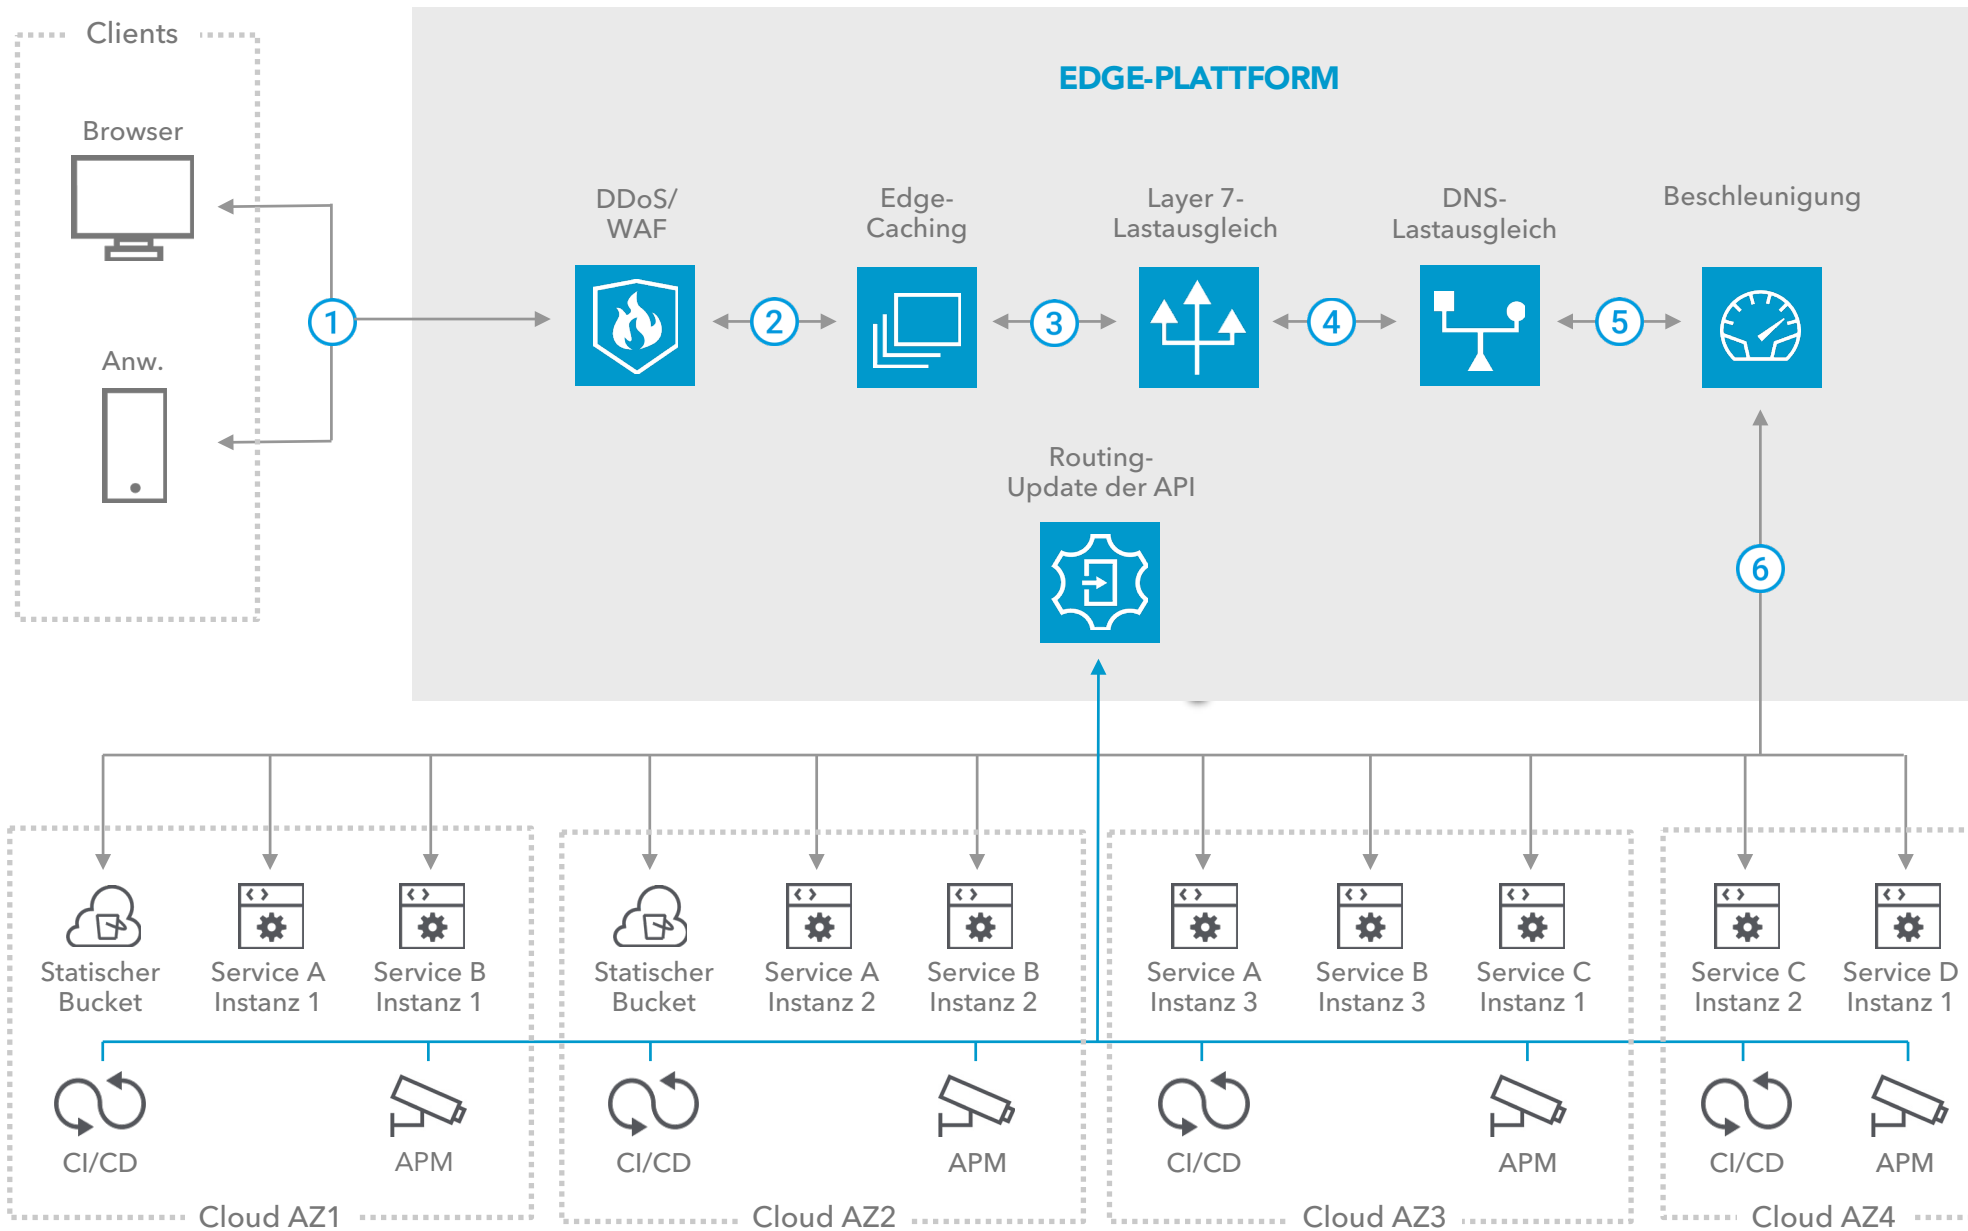 Clients
EDGE-PLATTFORM
Browser
DDoS/
WAF
Edge-
Caching
Layer 7-
Lastausgleich
DNS-
Lastausgleich
Beschleunigung
1
2
3
4
5
Anw.
Routing-
Update der API
6
Statischer
Bucket
Service A
Instanz 1
Service B
Instanz 1
Statischer
Bucket
Service A
Instanz 2
Service B
Instanz 2
Service A
Instanz 3
Service B
Instanz 3
Service C
Instanz 1
Service C
Instanz 2
Service D
Instanz 1
CI/CD
APM
CI/CD
APM
CI/CD
APM
CI/CD
APM
Cloud AZ1
Cloud AZ2
Cloud AZ3
Cloud AZ4